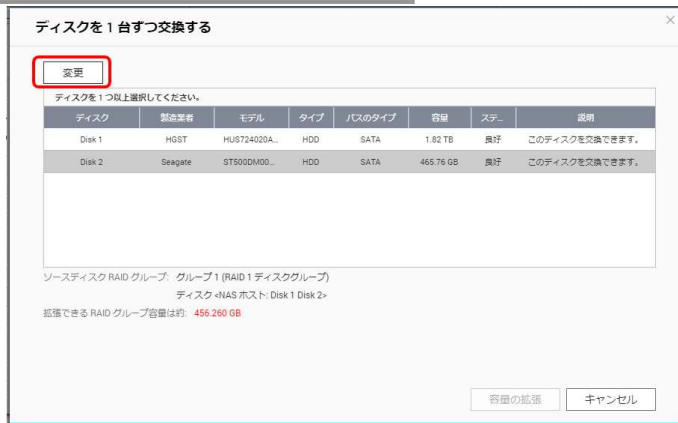 ディスクを 1 台ずつ交換する
変更
ディスクを 1 つ以上選択してください。
ディスク 製造業者 モデル タイプ バスのタイプ 容量 ステ... 説明
Disk 1 HGST HUS724020A... HDD SATA 1.82 TB 良好 このディスクを交換できます。
Disk 2 Seagate ST500DM00... HDD SATA 465.76 GB 良好 このディスクを交換できます。
ソースディスク RAID グループ: グループ 1 (RAID 1 ディスクグループ)
ディスク <NAS ホスト: Disk 1 Disk 2>
拡張できる RAID グループ容量は約: 456.260 GB
容量の拡張 キャンセル